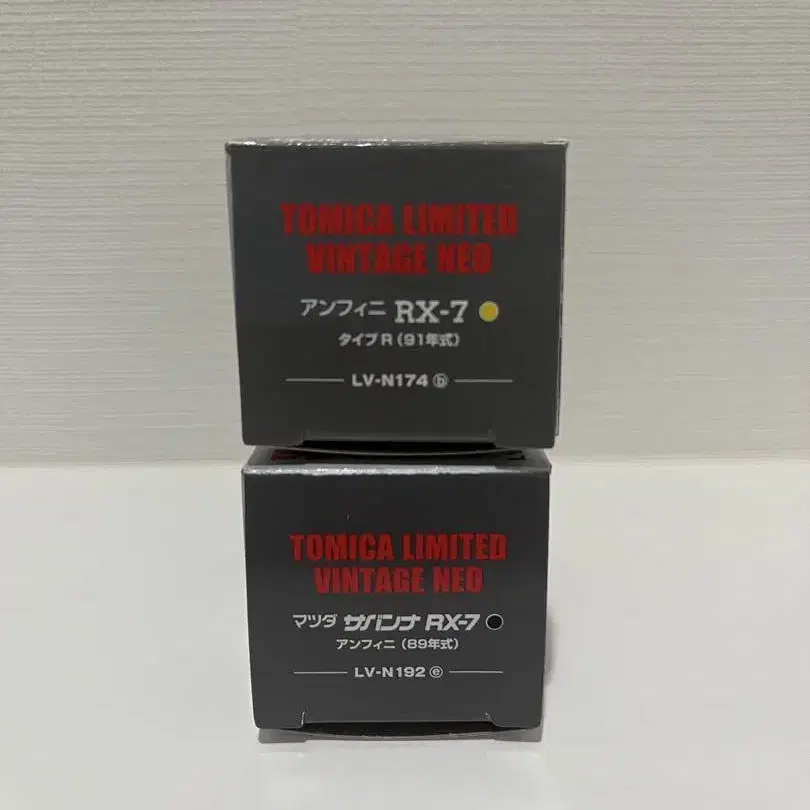 TOMICA LIMITED
VINTAGE NEO
アンフィニ RX-7
タイプR(91年式)
LV-N174 ⓑ
TOMICA LIMITED
VINTAGE NEO
マツダ サバンナ RX-7
アンフィニ(89年式)
LV-N192 ⓔ